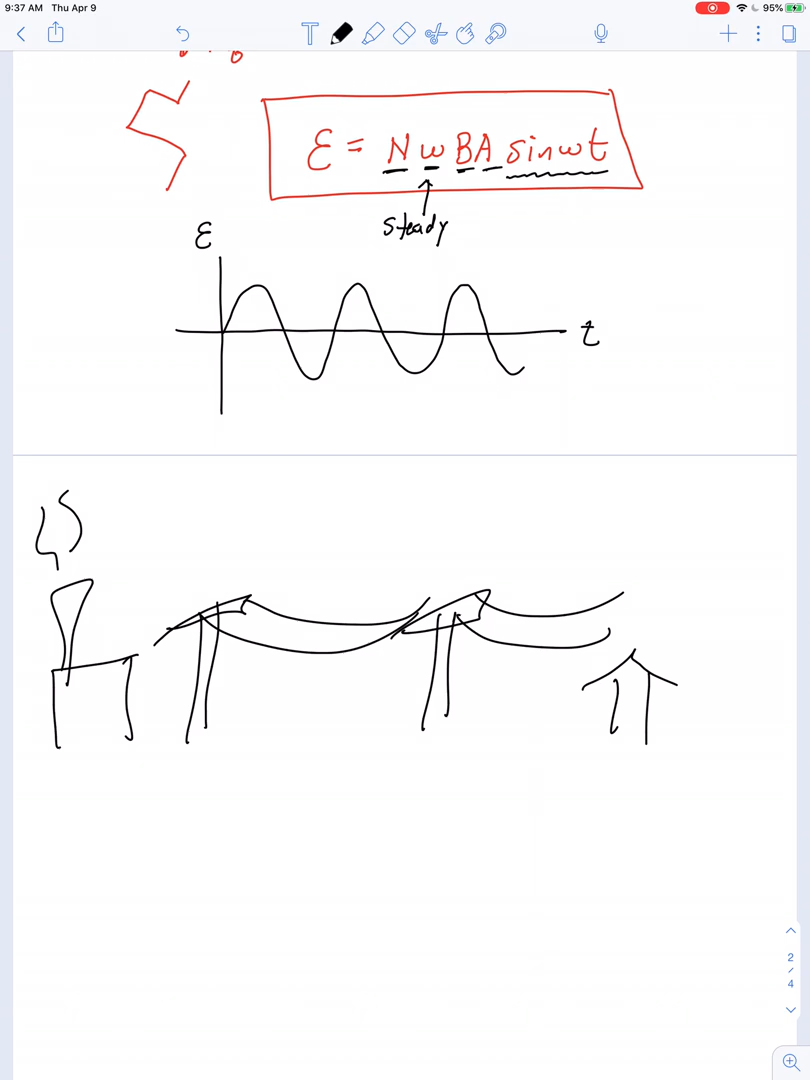 9:37 AM Thu Apr 9
95%
T
ε = NωBA sinωt
steady
ε
t
2
/
4